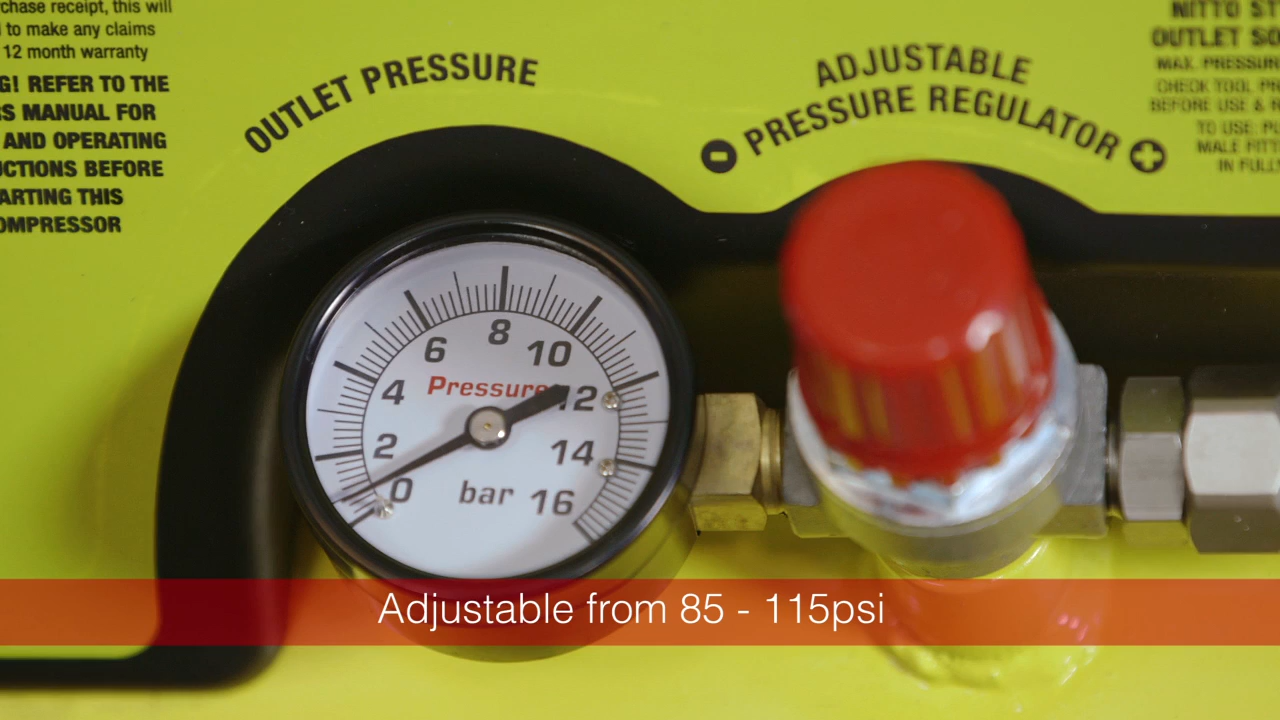 chase receipt, this will
to make any claims
12 month warranty
G! REFER TO THE
RS MANUAL FOR
AND OPERATING
UCTIONS BEFORE
ARTING THIS
OMPRESSOR
OUTLET PRESSURE
ADJUSTABLE
PRESSURE REGULATOR
- +
NITTO ST
OUTLET SO
MAX. PRESSUR
CHECK TOOL PR
BEFORE USE &
TO USE: PU
MALE FITT
IN FULL
0 2 4 6 8 10 12 14 16
Pressure
bar
Adjustable from 85 - 115psi